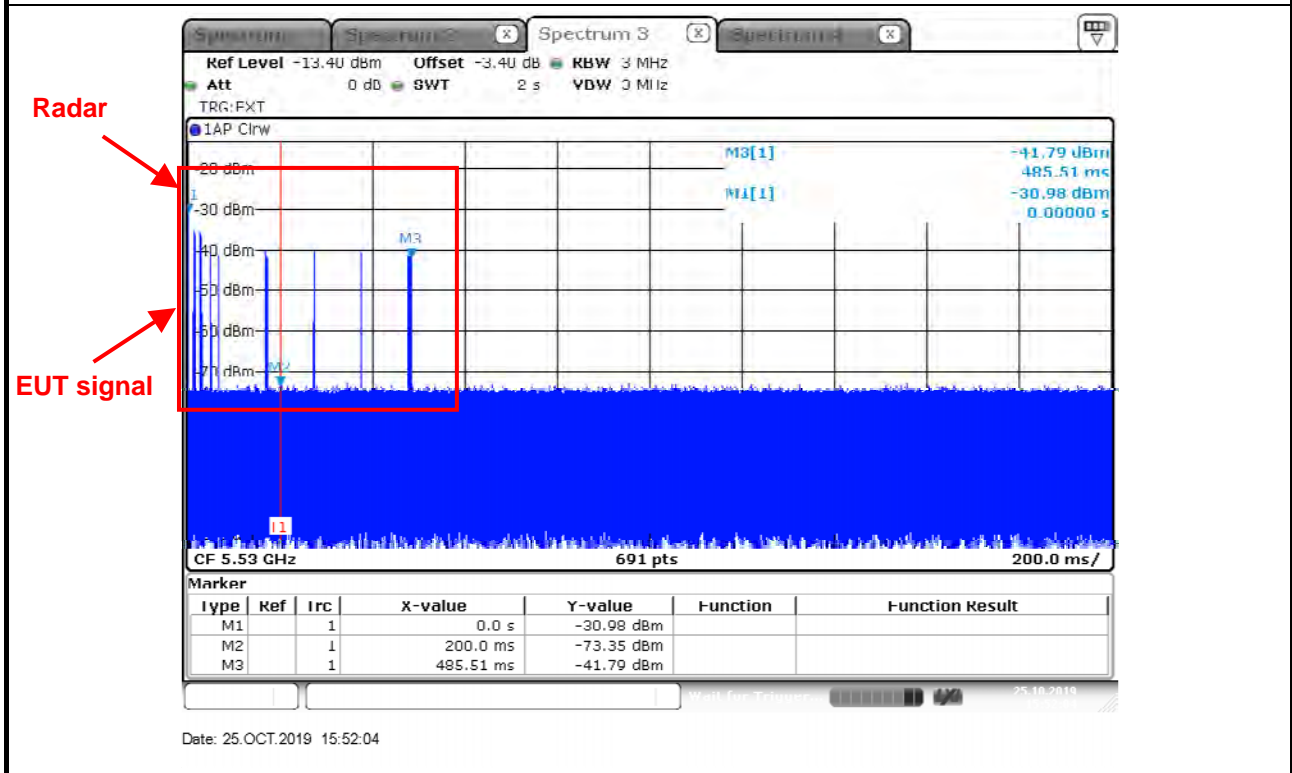 Spectrum 3
Ref Level -13.40 dBm Offset -3.40 dB RBW 3 MHz
Att 0 dB SWT 2 s VBW 3 MHz
TRG:EXT
1AP Clrw
Radar
EUT signal
M3[1] -41.79 dBm
485.51 ms
M1[1] -30.98 dBm
0.00000 s
-20 dBm
-30 dBm
-40 dBm
-50 dBm
-60 dBm
-70 dBm
M3
M2
CF 5.53 GHz 691 pts 200.0 ms/
Marker
Type Ref Trc X-value Y-value Function Function Result
M1 1 0.0 s -30.98 dBm
M2 1 200.0 ms -73.35 dBm
M3 1 485.51 ms -41.79 dBm
Wait for Trigger...
25.10.2019
Date: 25.OCT.2019 15:52:04